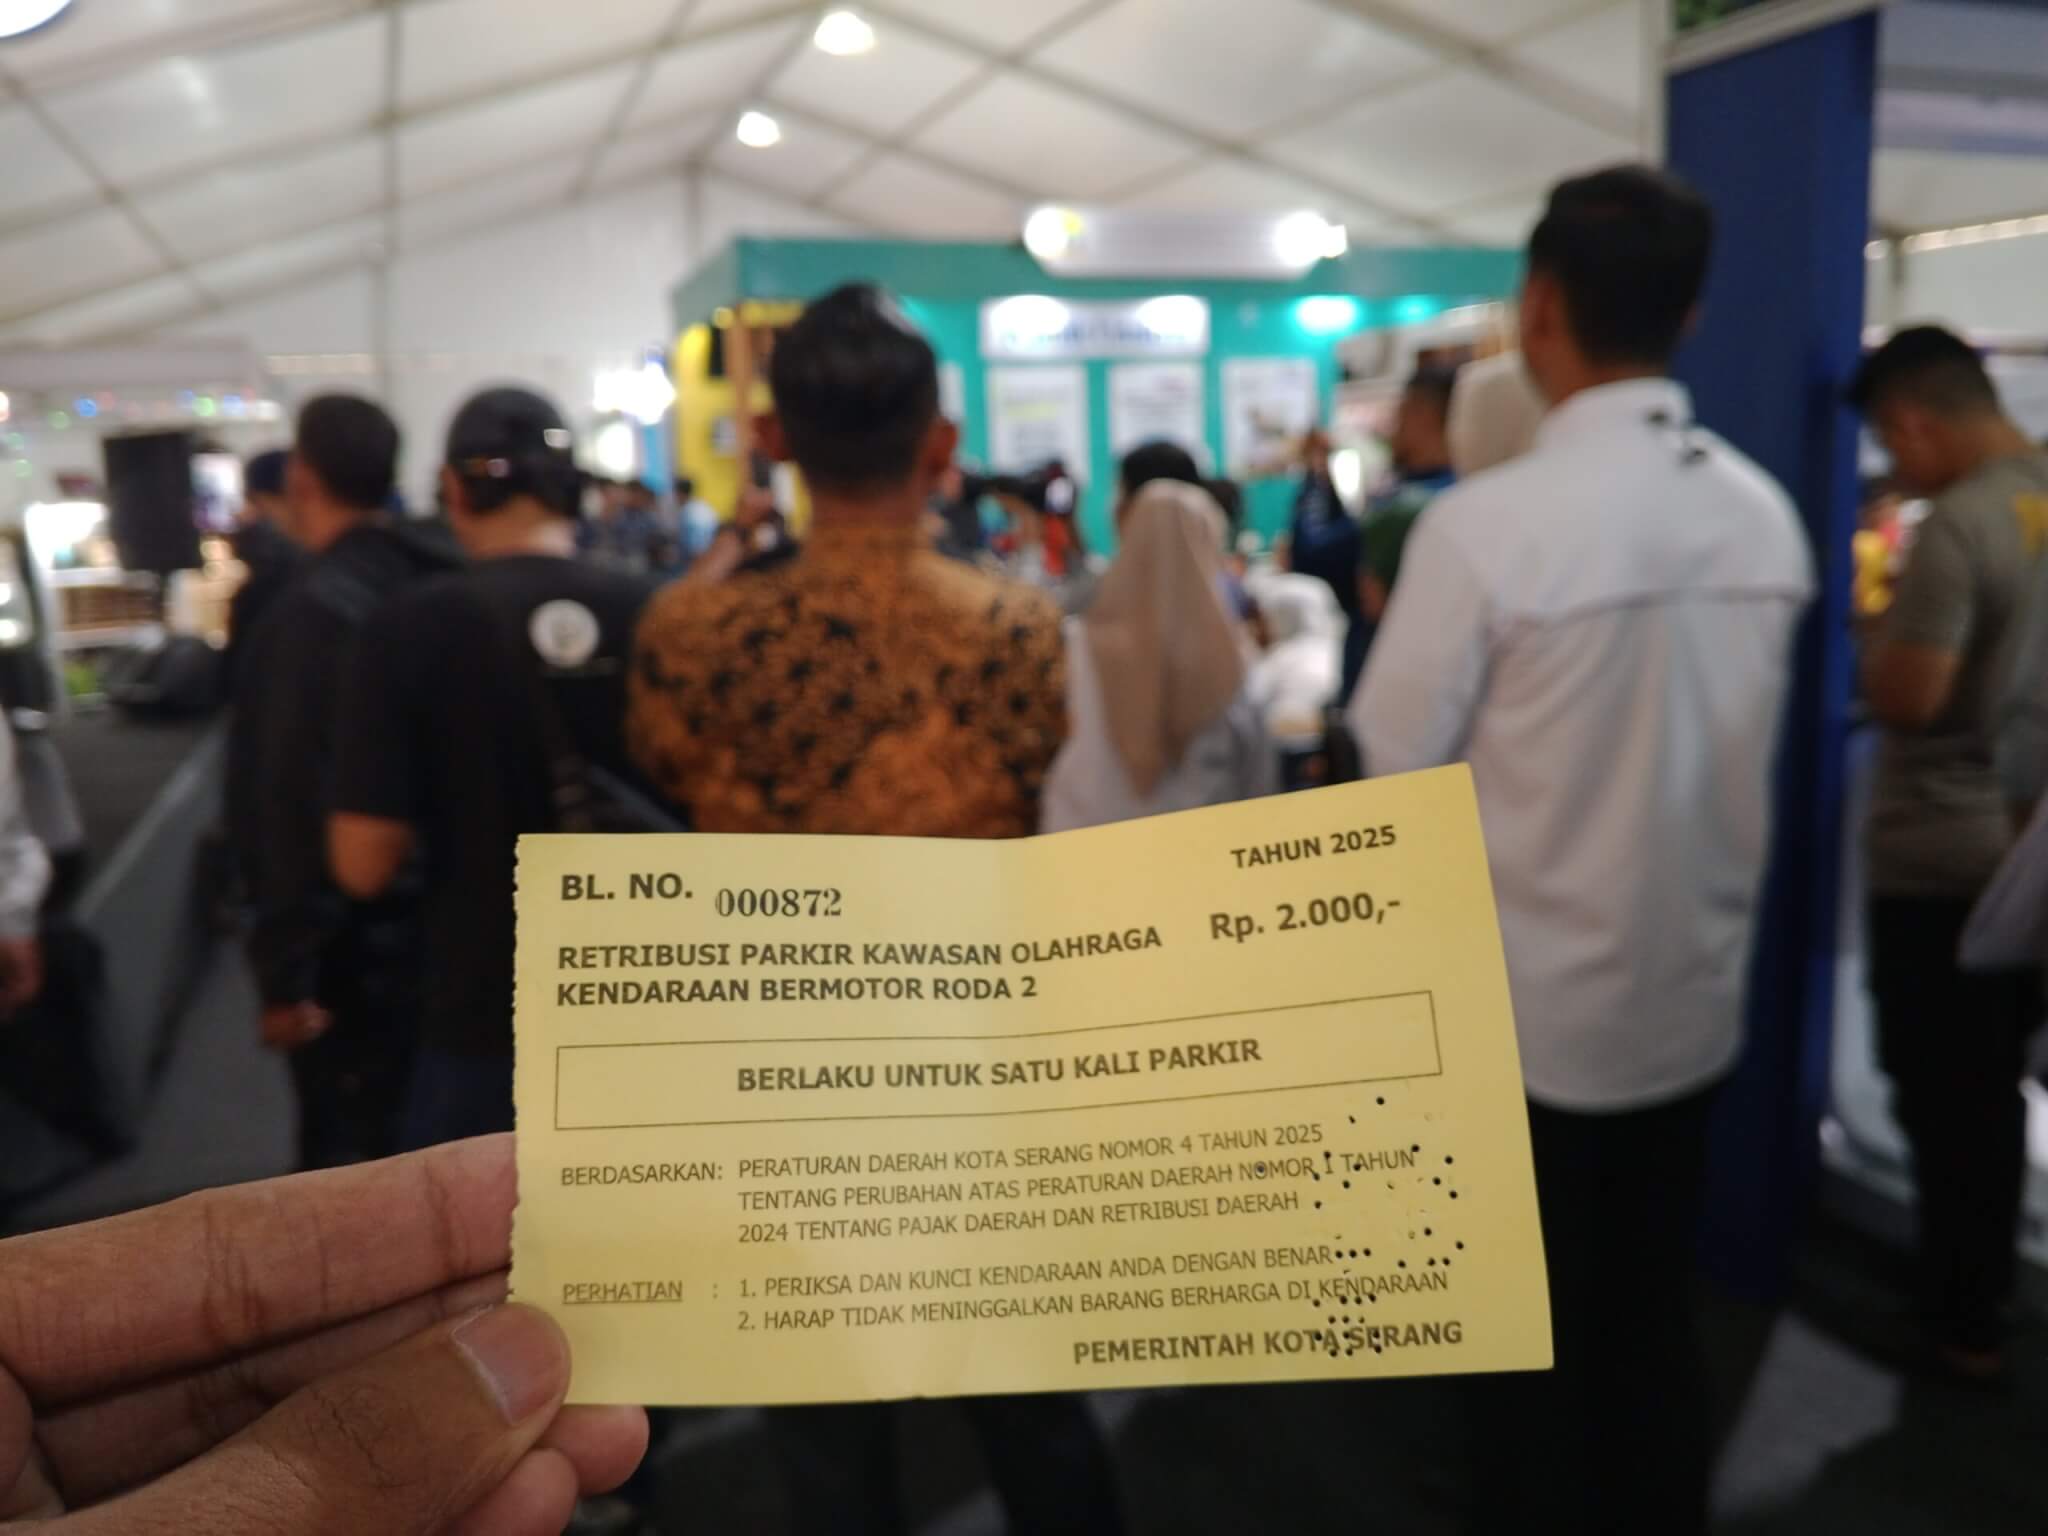 TAHUN 2025
BL. NO. 000872
Rp. 2.000,-
RETRIBUSI PARKIR KAWASAN OLAHRAGA
KENDARAAN BERMOTOR RODA 2
BERLAKU UNTUK SATU KALI PARKIR
BERDASARKAN: PERATURAN DAERAH KOTA SERANG NOMOR 4 TAHUN 2025
TENTANG PERUBAHAN ATAS PERATURAN DAERAH NOMOR 1 TAHUN
2024 TENTANG PAJAK DAERAH DAN RETRIBUSI DAERAH
PERHATIAN : 1. PERIKSA DAN KUNCI KENDARAAN ANDA DENGAN BENAR
2. HARAP TIDAK MENINGGALKAN BARANG BERHARGA DI KENDARAAN
PEMERINTAH KOTA SERANG